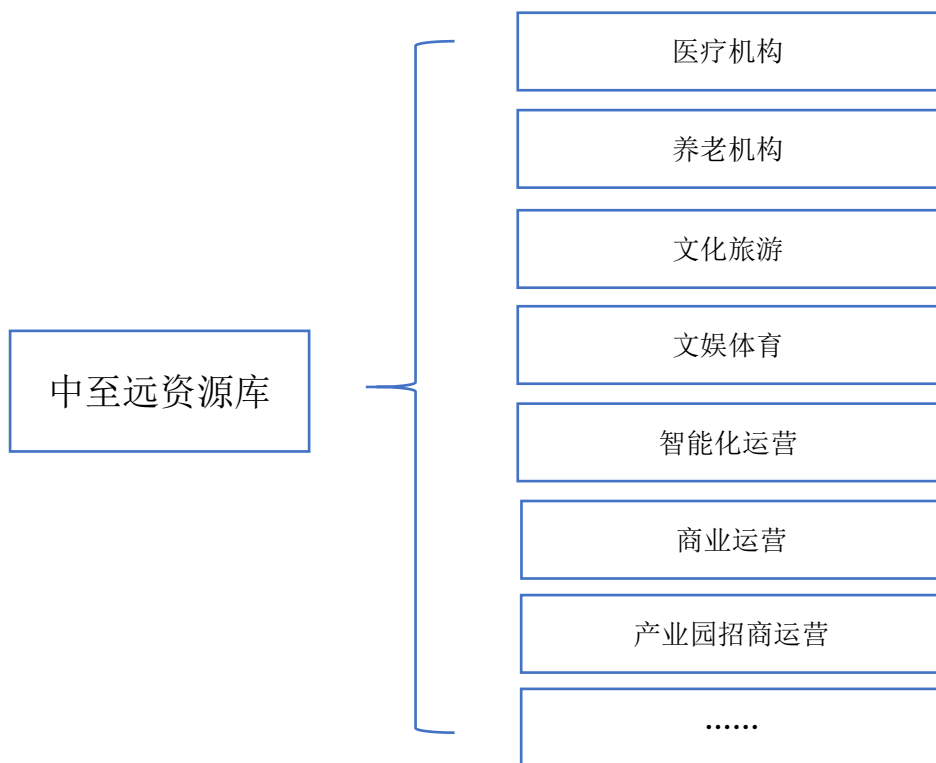 医疗机构
养老机构
文化旅游
文娱体育
中至远资源库
智能化运营
商业运营
产业园招商运营
……